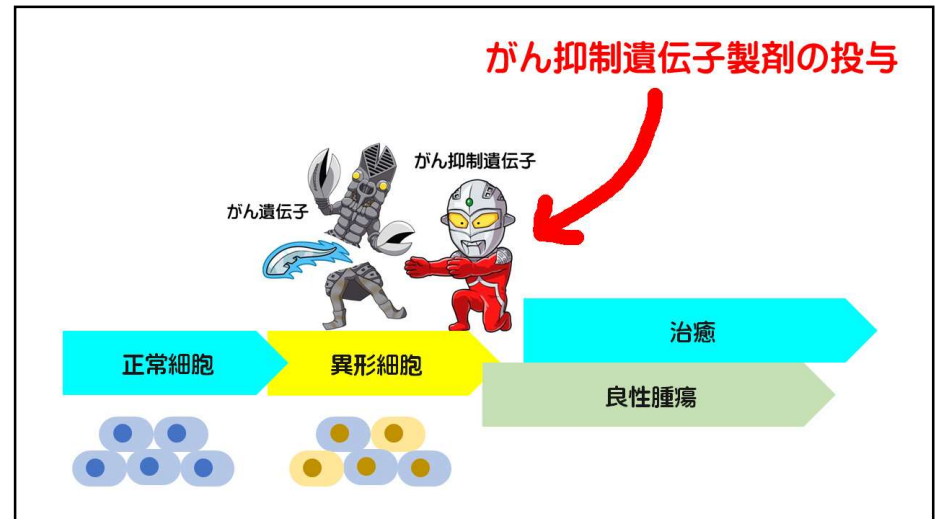 がん抑制遺伝子製剤の投与
がん抑制遺伝子
がん遺伝子
治癒
正常細胞
異形細胞
良性腫瘍